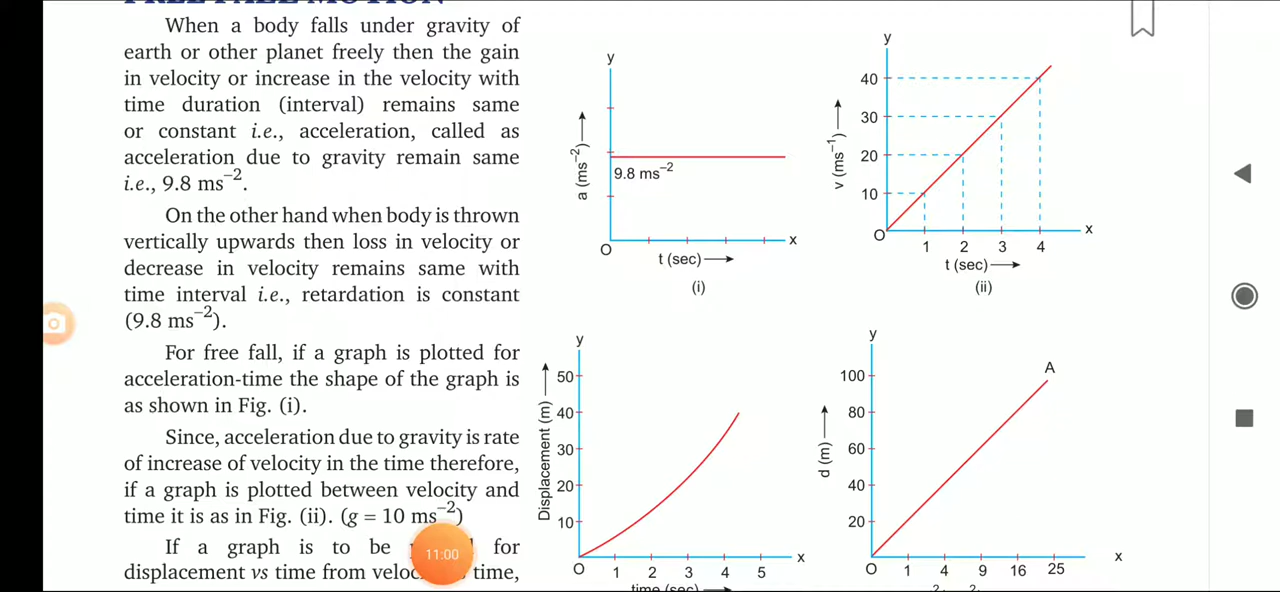 FREE FALL MOTION
When a body falls under gravity of
earth or other planet freely then the gain
in velocity or increase in the velocity with
time duration (interval) remains same
or constant i.e., acceleration, called as
acceleration due to gravity remain same
i.e., 9.8 ms⁻².
On the other hand when body is thrown
vertically upwards then loss in velocity or
decrease in velocity remains same with
time interval i.e., retardation is constant
(9.8 ms⁻²).
For free fall, if a graph is plotted for
acceleration-time the shape of the graph is
as shown in Fig. (i).
Since, acceleration due to gravity is rate
of increase of velocity in the time therefore,
if a graph is plotted between velocity and
time it is as in Fig. (ii). (g = 10 ms⁻²)
If a graph is to be for
displacement vs time from time,
11:00
y
a (ms⁻²)
9.8 ms⁻²
O
x
t (sec)
(i)
y
v (ms⁻¹)
40
30
20
10
O
1 2 3 4
x
t (sec)
(ii)
y
Displacement (m)
50
40
30
20
10
O 1 2 3 4 5
x
time (sec)
y
d (m)
100
80
60
40
20
A
O 1 4 9 16 25
x